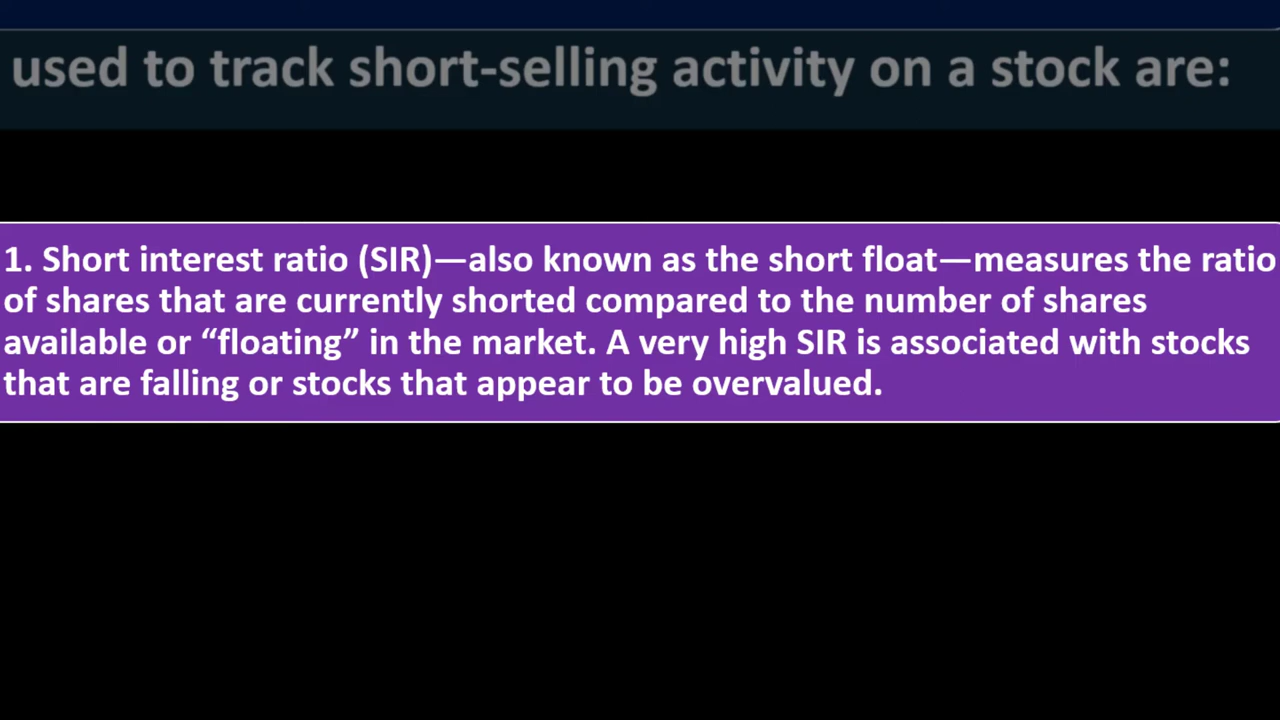 used to track short-selling activity on a stock are:
1. Short interest ratio (SIR)—also known as the short float—measures the ratio
of shares that are currently shorted compared to the number of shares
available or “floating” in the market. A very high SIR is associated with stocks
that are falling or stocks that appear to be overvalued.